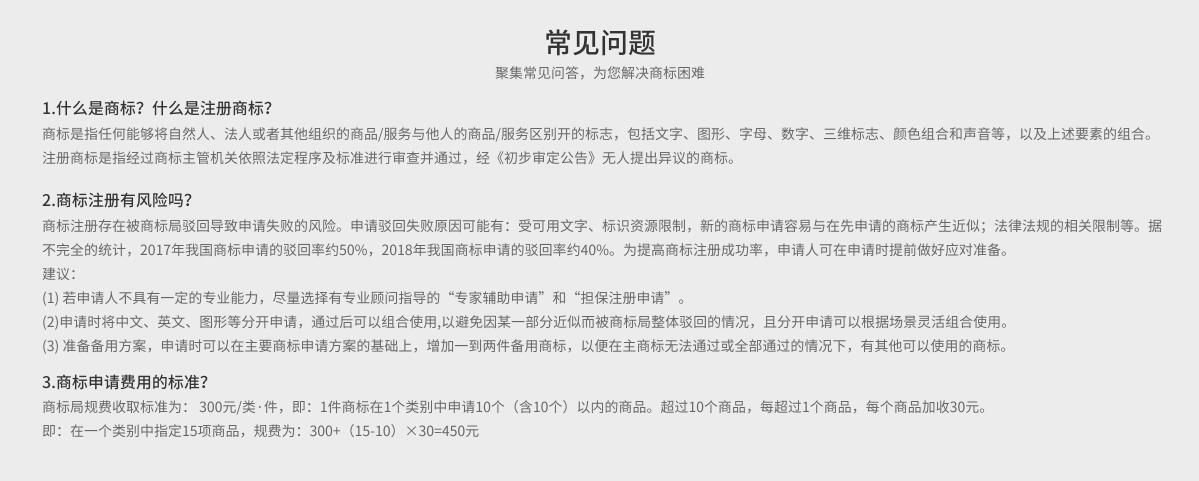 常见问题
聚集常见问答，为您解决商标困难
1.什么是商标？什么是注册商标？
商标是指任何能够将自然人、法人或者其他组织的商品/服务与他人的商品/服务区别开的标志，包括文字、图形、字母、数字、三维标志、颜色组合和声音等，以及上述要素的组合。
注册商标是指经过商标主管机关依照法定程序及标准进行审查并通过，经《初步审定公告》无人提出异议的商标。
2.商标注册有风险吗？
商标注册存在被商标局驳回导致申请失败的风险。申请驳回失败原因可能有：受可用文字、标识资源限制，新的商标申请容易与在先申请的商标产生近似；法律法规的相关限制等。据
不完全的统计，2017年我国商标申请的驳回率约50%，2018年我国商标申请的驳回率约40%。为提高商标注册成功率，申请人可在申请时提前做好应对准备。
建议：
(1) 若申请人不具有一定的专业能力，尽量选择有专业顾问指导的“专家辅助申请”和“担保注册申请”。
(2)申请时将中文、英文、图形等分开申请，通过后可以组合使用,以避免因某一部分近似而被商标局整体驳回的情况，且分开申请可以根据场景灵活组合使用。
(3) 准备备用方案，申请时可以在主要商标申请方案的基础上，增加一到两件备用商标，以便在主商标无法通过或全部通过的情况下，有其他可以使用的商标。
3.商标申请费用的标准？
商标局规费收取标准为： 300元/类·件，即：1件商标在1个类别中申请10个（含10个）以内的商品。超过10个商品，每超过1个商品，每个商品加收30元。
即：在一个类别中指定15项商品，规费为：300+（15-10）×30=450元